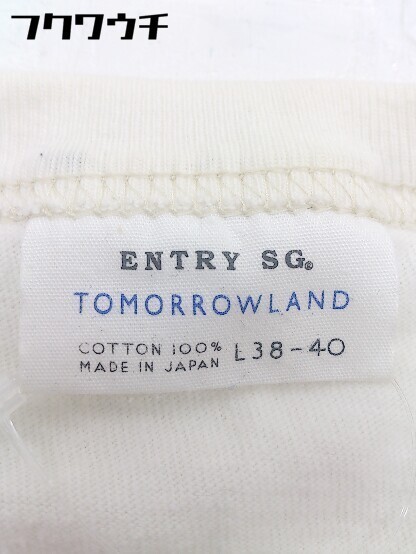 フクワウチ
ENTRY SG®
TOMORROWLAND
COTTON 100%
MADE IN JAPAN L38-40